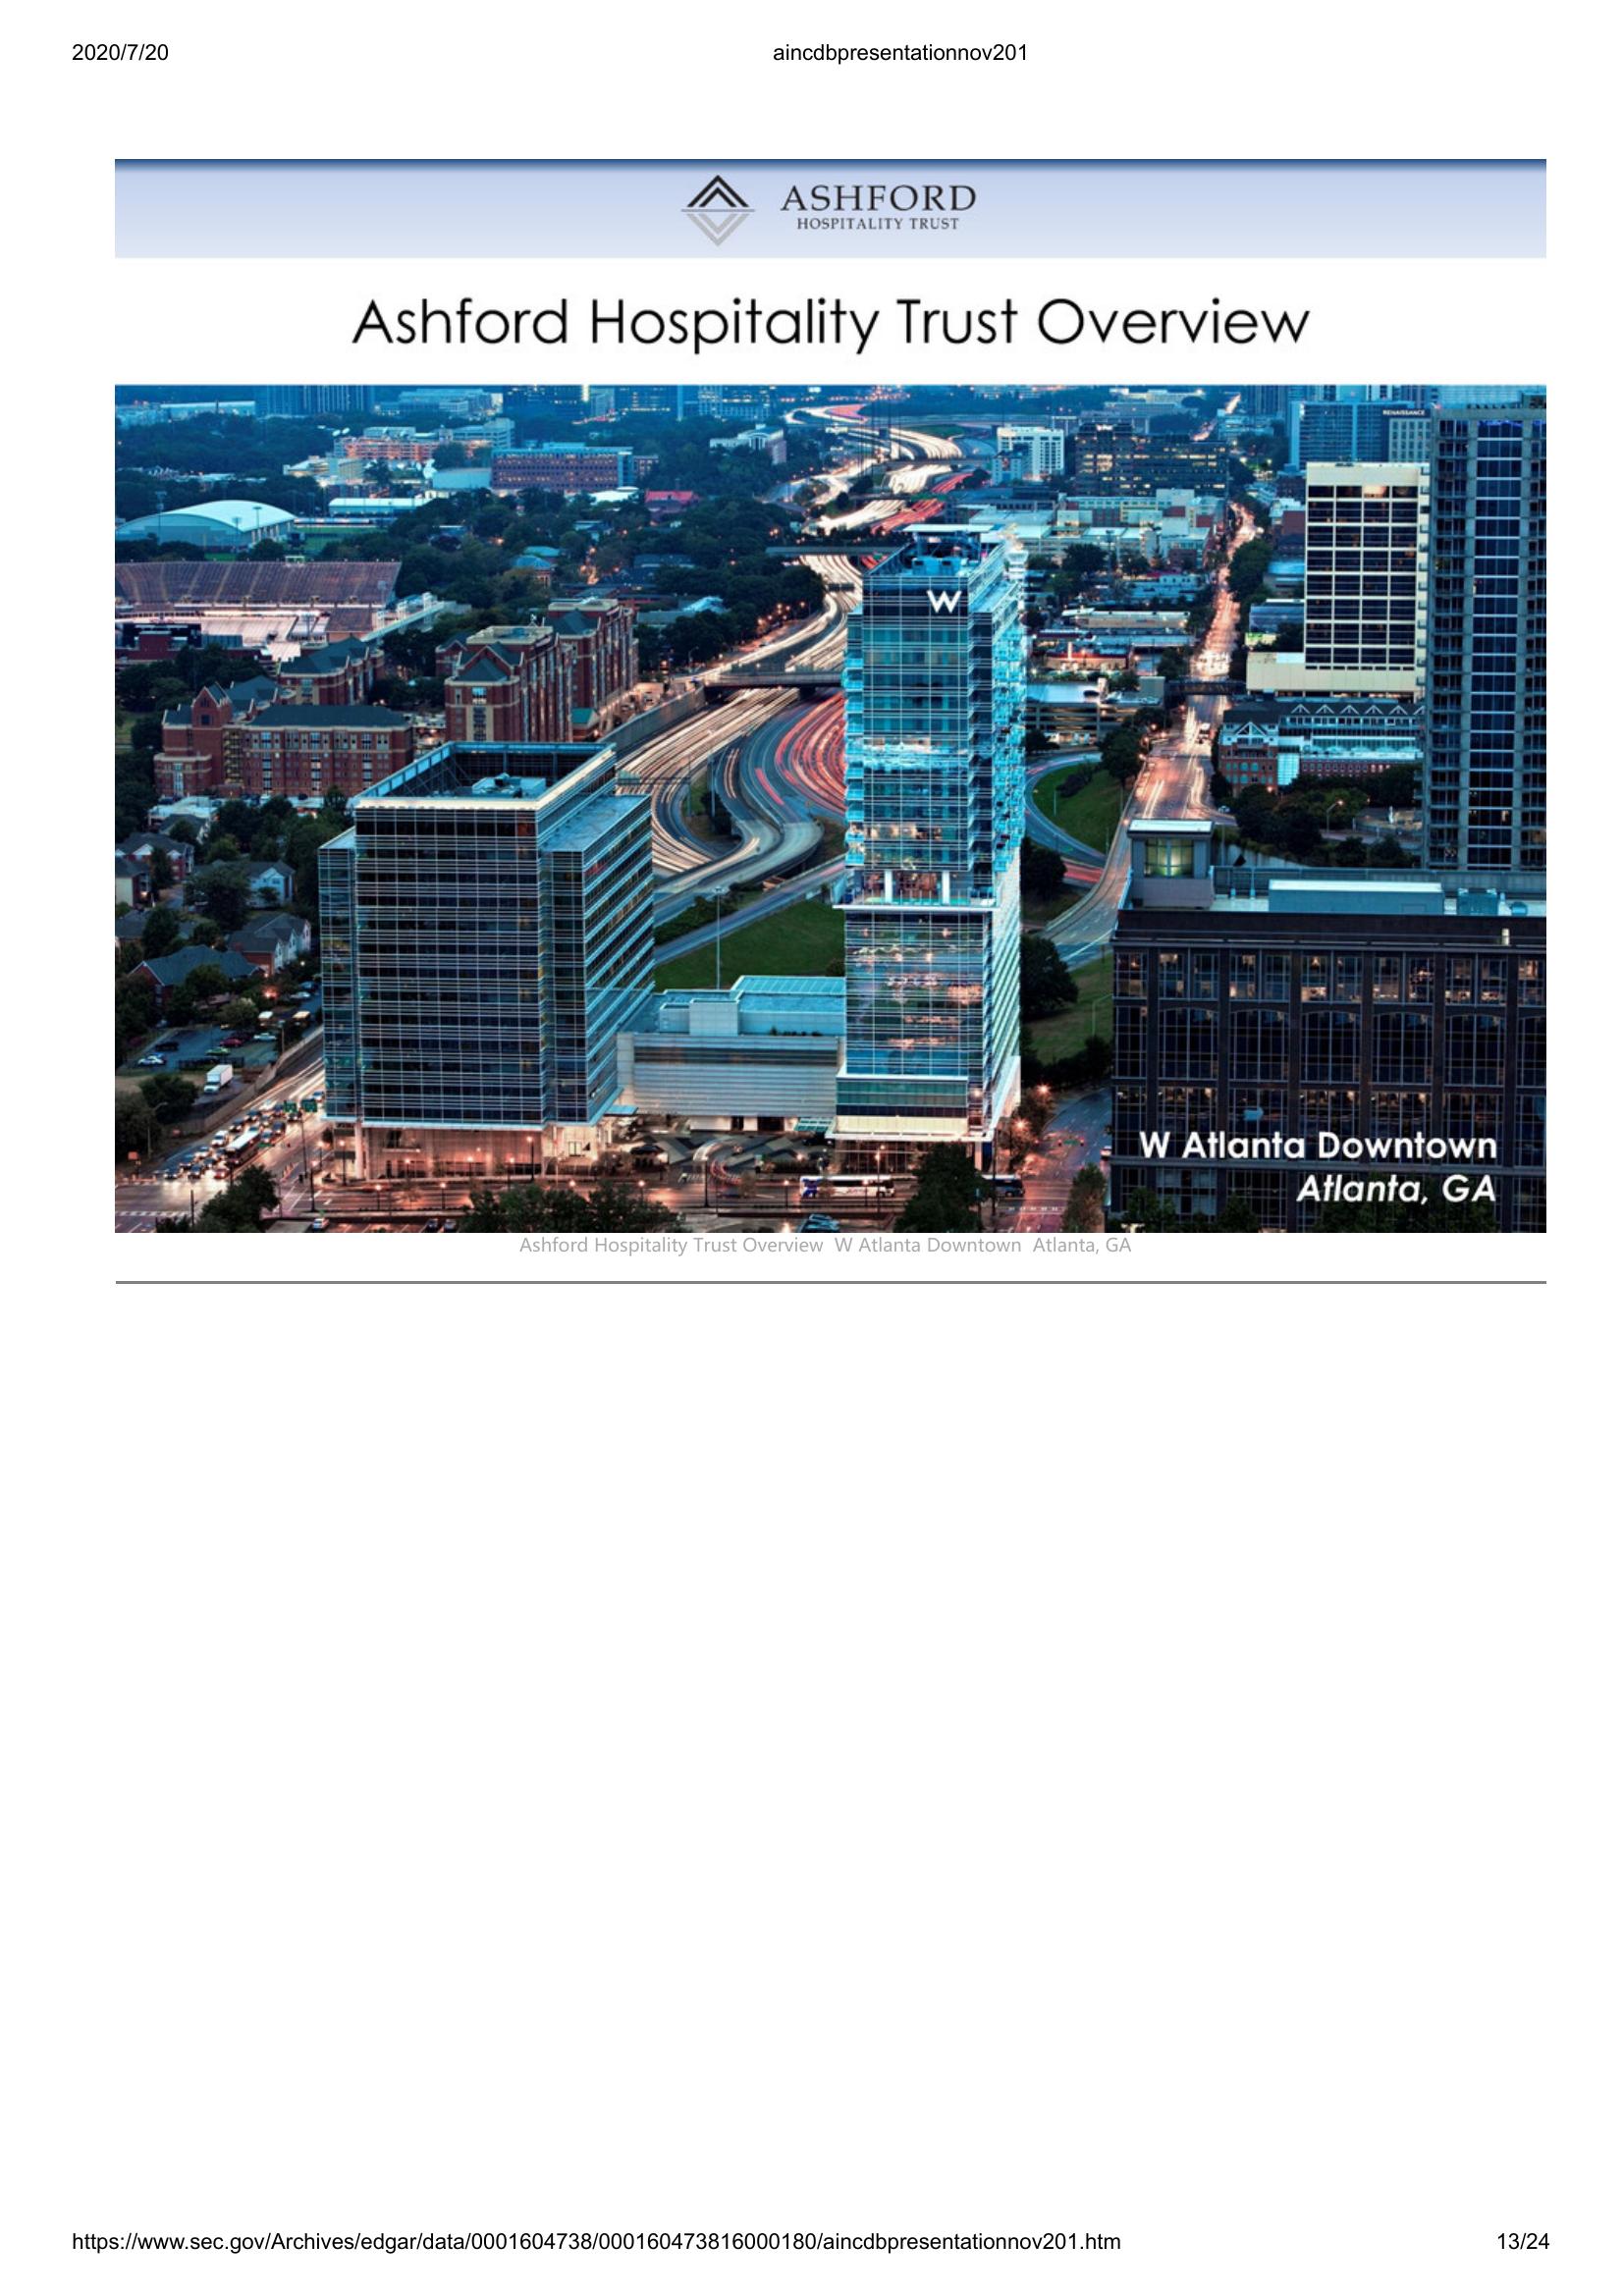 2020/7/20
aincdbpresentationnov201
ASHFORD
HOSPITALITY TRUST
Ashford Hospitality Trust Overview
RENAISSANCE
W
W Atlanta Downtown
Atlanta, GA
Ashford Hospitality Trust Overview W Atlanta Downtown Atlanta, GA
https://www.sec.gov/Archives/edgar/data/0001604738/000160473816000180/aincdbpresentationnov201.htm
13/24